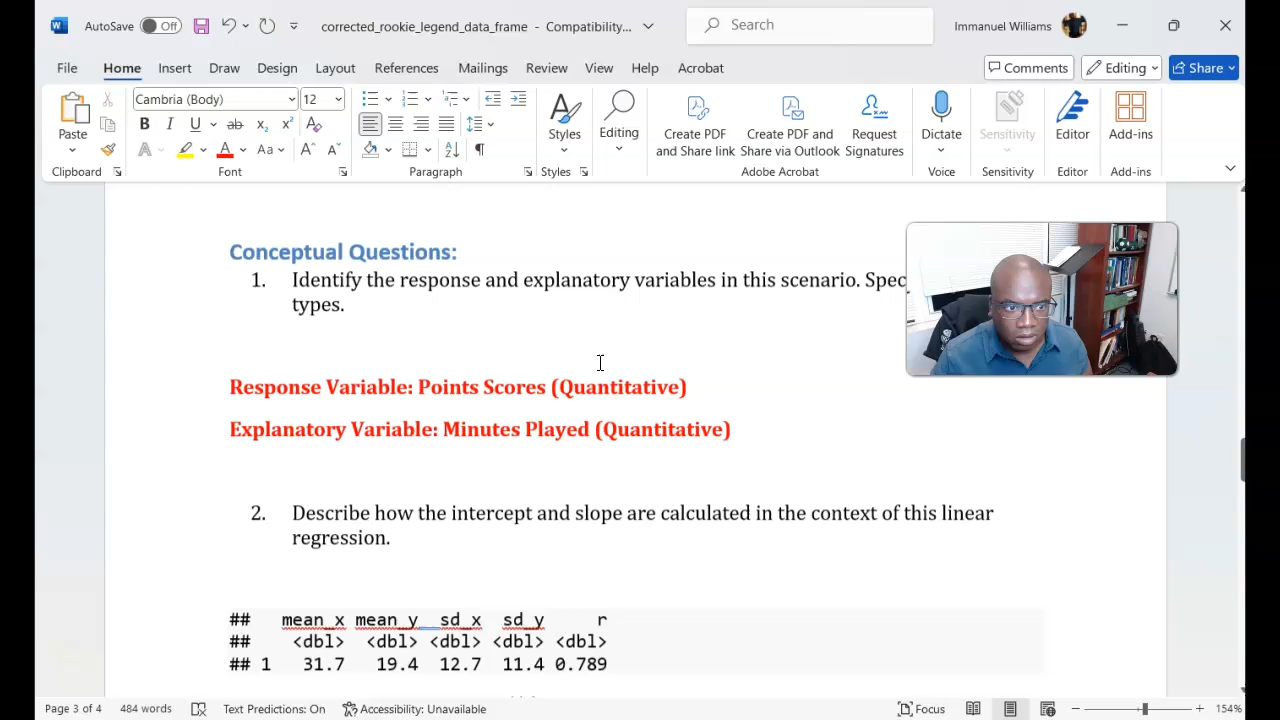 AutoSave Off corrected_rookie_legend_data_frame - Compatibility... Search Immanuel Williams
File Home Insert Draw Design Layout References Mailings Review View Help Acrobat Comments Editing Share
Cambria (Body) 12
Paste
B I U ab x₂ x² A
A A Aa A A
Styles
Editing
Create PDF and Share link
Create PDF and Share via Outlook
Request Signatures
Dictate
Sensitivity
Editor
Add-ins
Clipboard Font Paragraph Styles Adobe Acrobat Voice Sensitivity Editor Add-ins
Conceptual Questions:
1. Identify the response and explanatory variables in this scenario. Spec
types.
Response Variable: Points Scores (Quantitative)
Explanatory Variable: Minutes Played (Quantitative)
2. Describe how the intercept and slope are calculated in the context of this linear
regression.
## mean_x mean_y sd_x sd_y r
## <dbl> <dbl> <dbl> <dbl> <dbl>
## 1 31.7 19.4 12.7 11.4 0.789
Page 3 of 4 484 words Text Predictions: On Accessibility: Unavailable Focus 154%